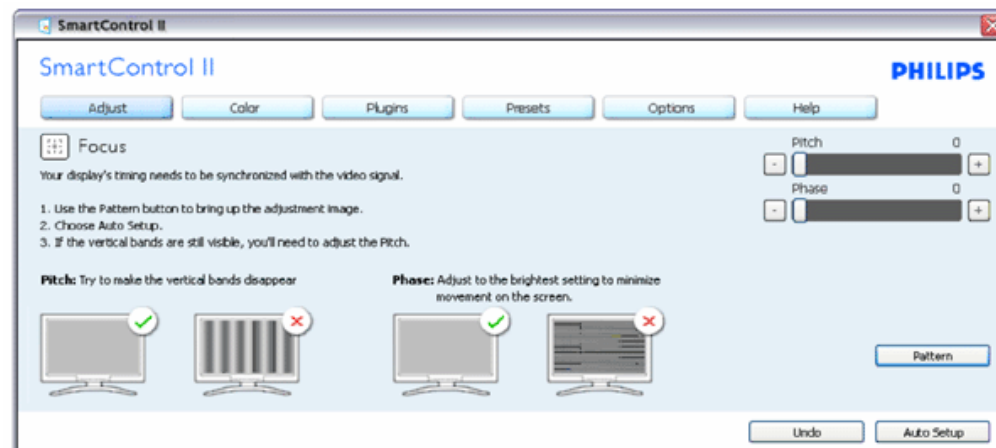 SmartControl II
SmartControl II
PHILIPS
Adjust Color Plugins Presets Options Help
Focus
Your display's timing needs to be synchronized with the video signal.
1. Use the Pattern button to bring up the adjustment image.
2. Choose Auto Setup.
3. If the vertical bands are still visible, you'll need to adjust the Pitch.
Pitch 0
- +
Phase 0
- +
Pitch: Try to make the vertical bands disappear
Phase: Adjust to the brightest setting to minimize
movement on the screen.
Pattern
Undo Auto Setup